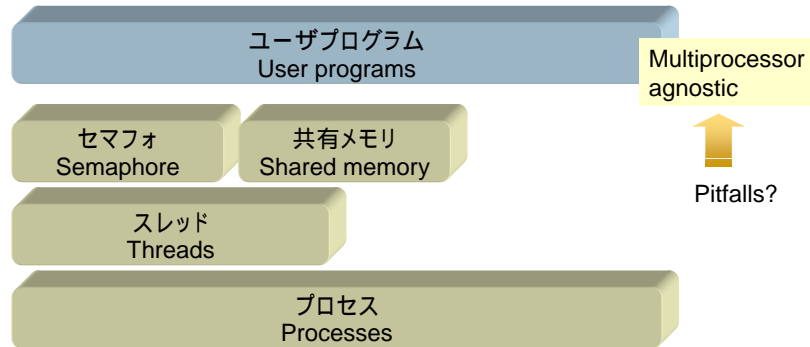 ユーザプログラム
User programs
Multiprocessor
agnostic
セマフォ
Semaphore
共有メモリ
Shared memory
Pitfalls?
スレッド
Threads
プロセス
Processes